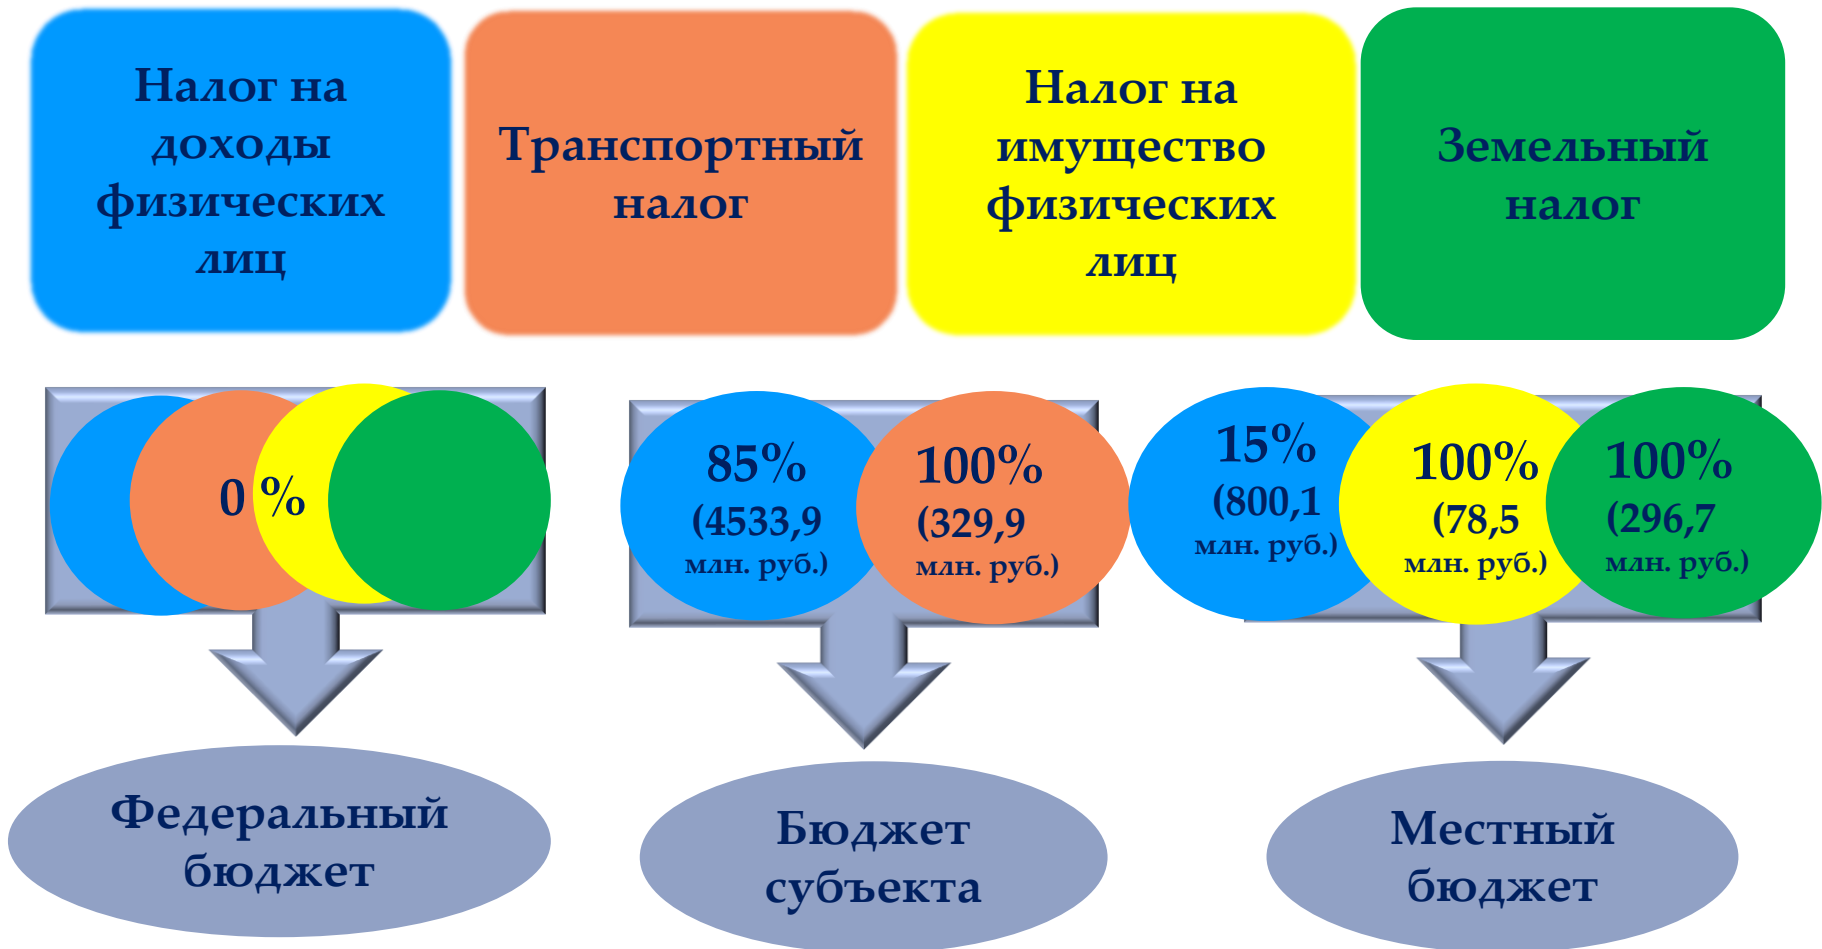 Налог на
доходы
физических
лиц
Транспортный
налог
Налог на
имущество
физических
лиц
Земельный
налог
0 %
85%
(4533,9
млн. руб.)
100%
(329,9
млн. руб.)
15%
(800,1
млн. руб.)
100%
(78,5
млн. руб.)
100%
(296,7
млн. руб.)
Федеральный
бюджет
Бюджет
субъекта
Местный
бюджет